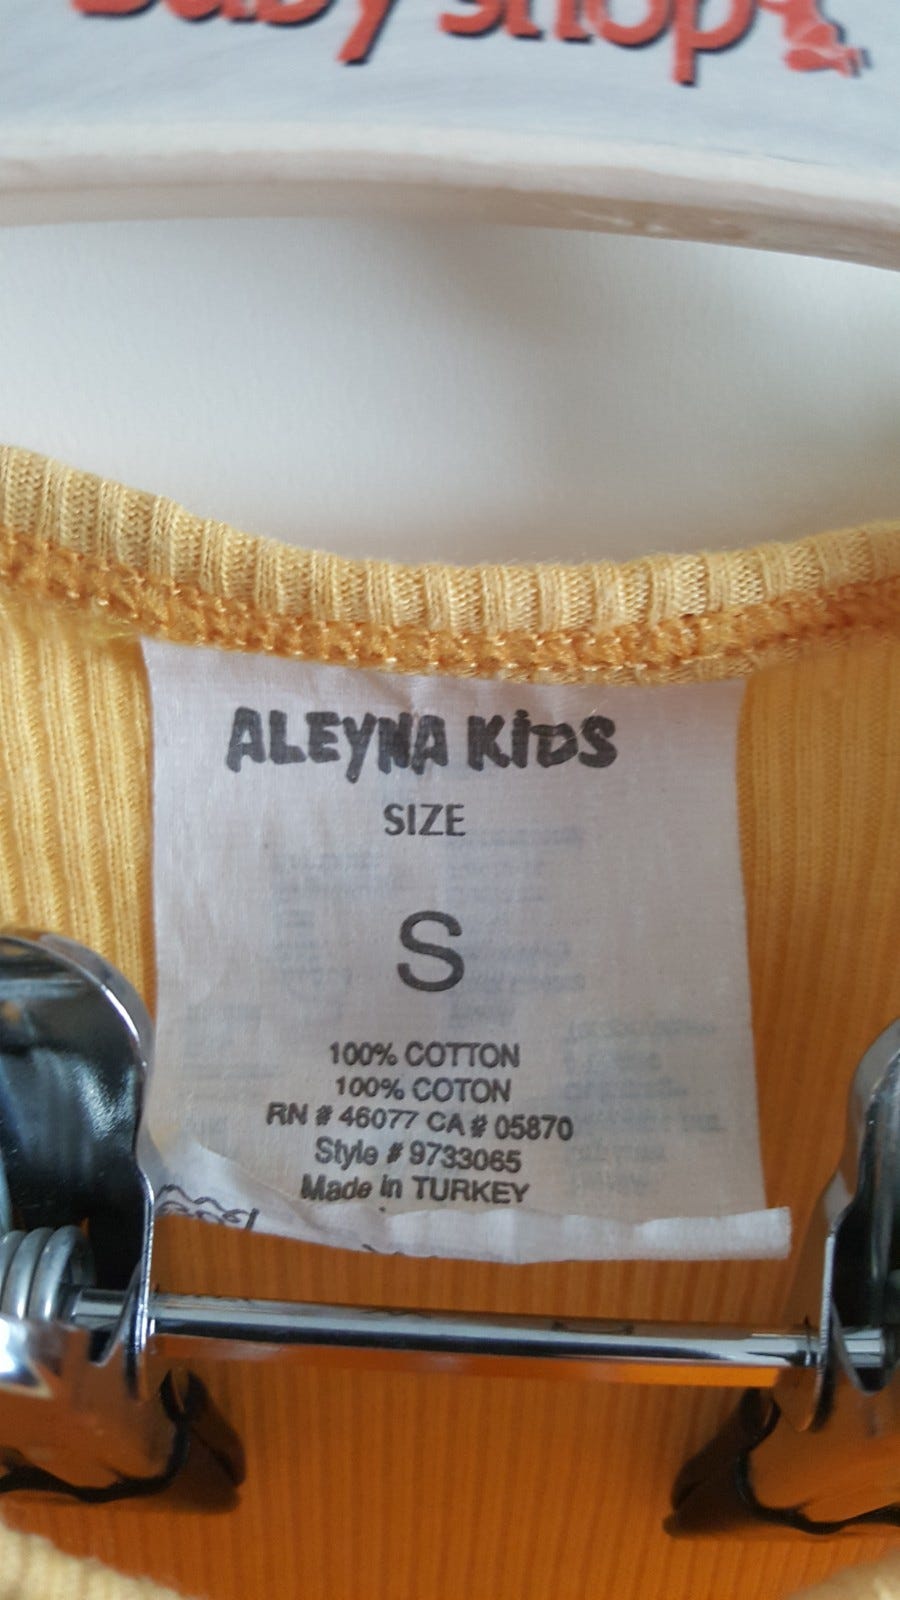 Baby shop
ALEYNA KiDS
SIZE
S
100% COTTON
100% COTON
RN # 46077 CA # 05870
Style # 9733065
Made in TURKEY